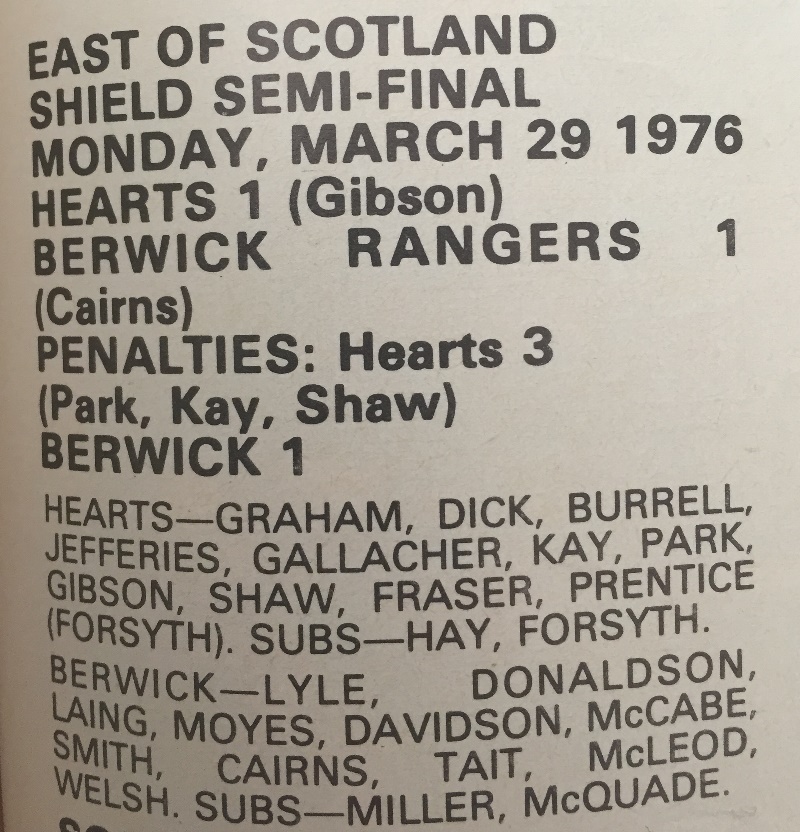 EAST OF SCOTLAND
SHIELD SEMI-FINAL
MONDAY, MARCH 29 1976
HEARTS 1 (Gibson)
BERWICK RANGERS 1
(Cairns)
PENALTIES: Hearts 3
(Park, Kay, Shaw)
BERWICK 1
HEARTS—GRAHAM, DICK, BURRELL,
JEFFERIES, GALLACHER, KAY, PARK,
GIBSON, SHAW, FRASER, PRENTICE
(FORSYTH). SUBS—HAY, FORSYTH.
BERWICK—LYLE, DONALDSON,
LAING, MOYES, DAVIDSON, McCABE,
SMITH, CAIRNS, TAIT, McLEOD,
WELSH. SUBS—MILLER, McQUADE.